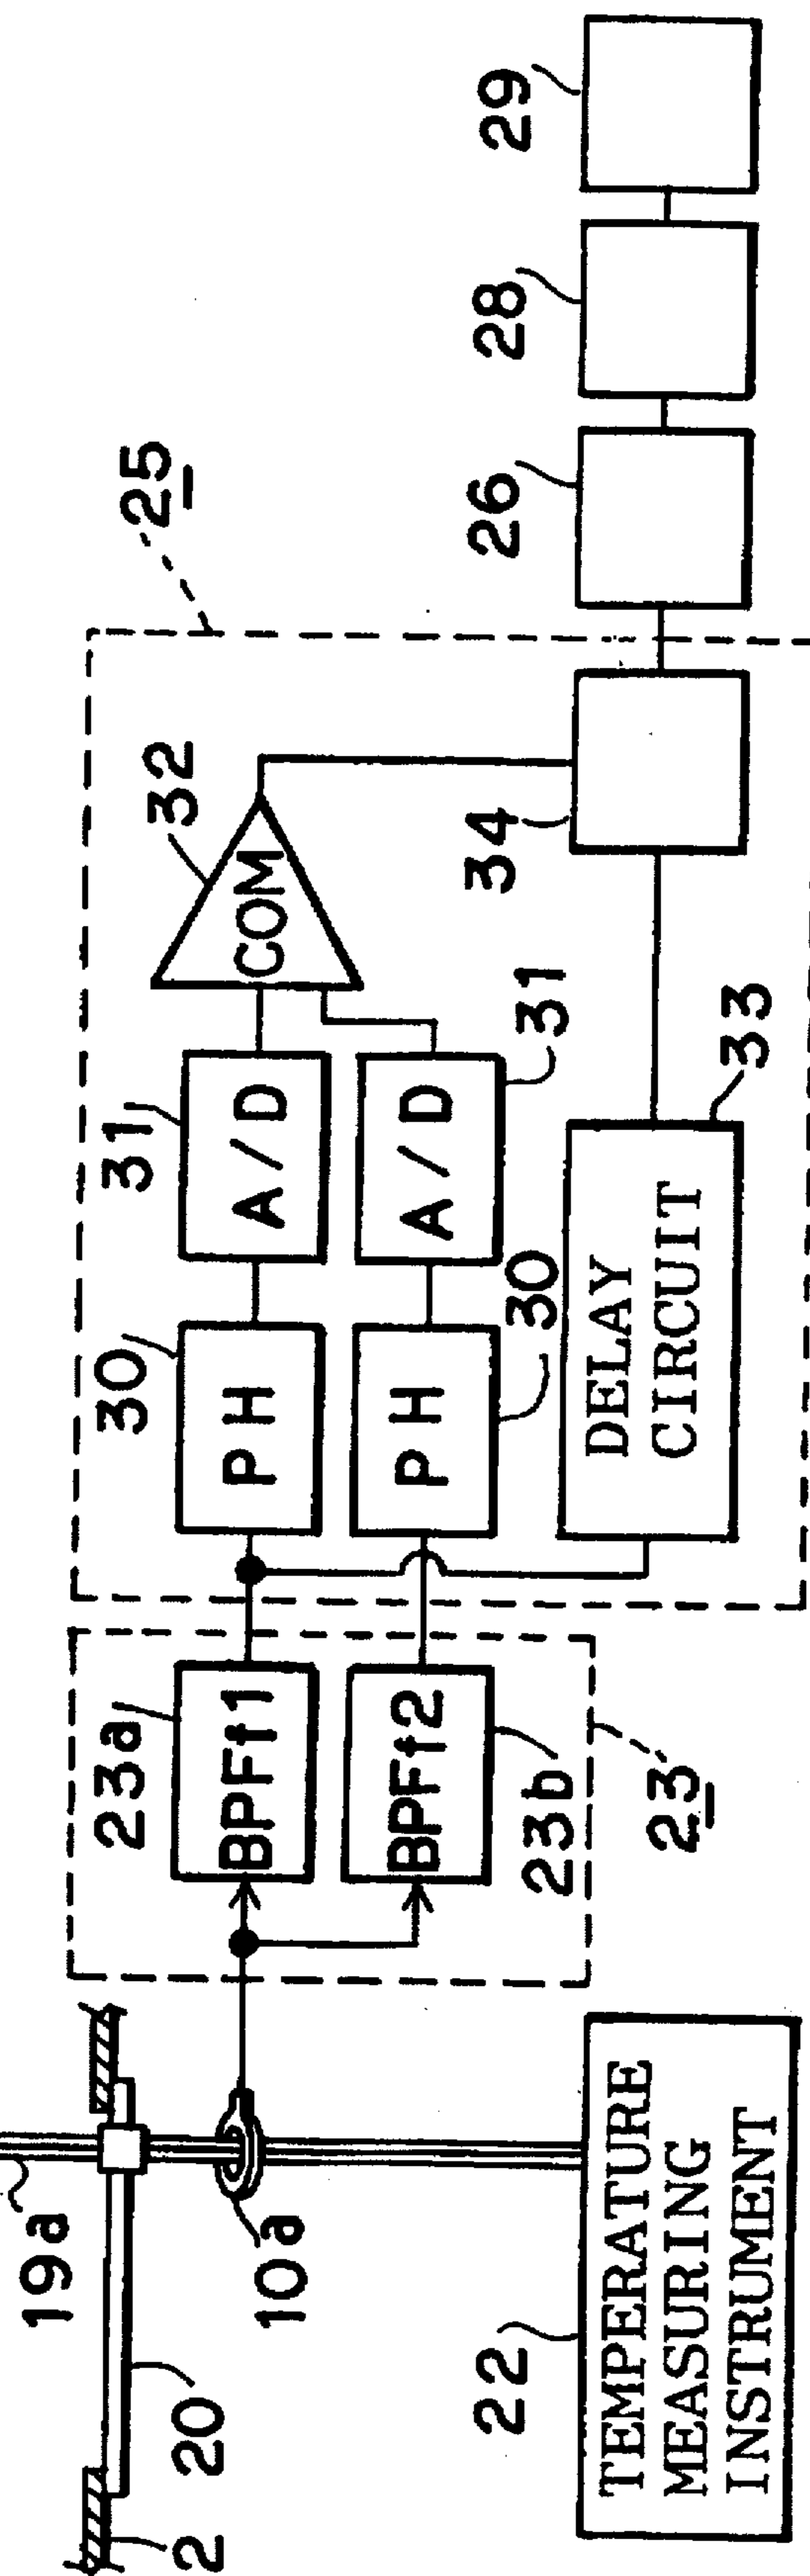 2
20
19a
10a
22
TEMPERATURE
MEASURING
INSTRUMENT
23a
BPFf1
BPFf2
23b
23
30
PH
PH
30
31
A/D
A/D
31
DELAY
CIRCUIT
33
32
COM
34
25
26
28
29